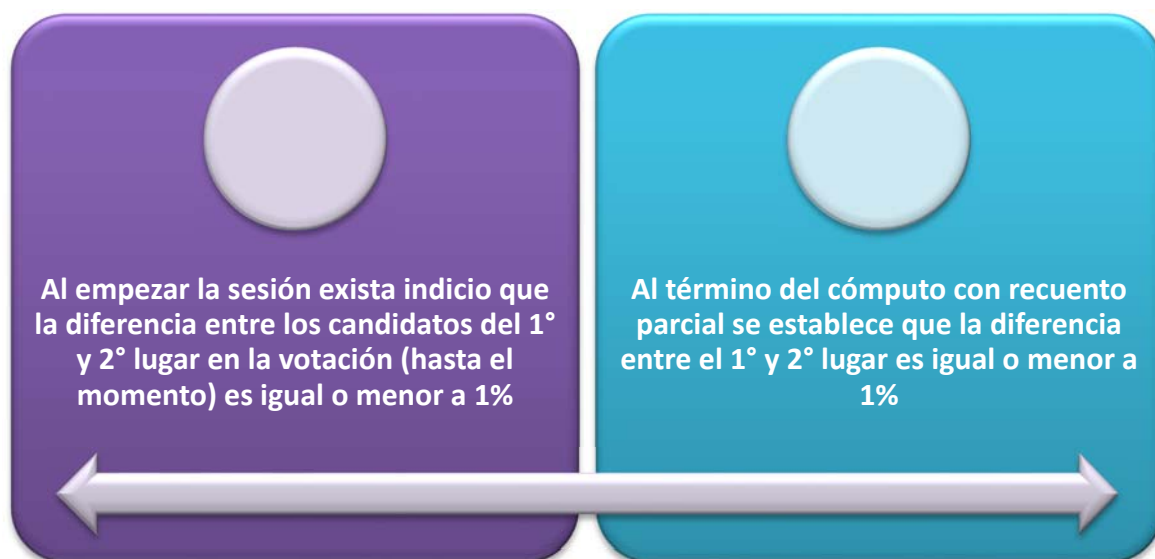 Al empezar la sesión exista indicio que
la diferencia entre los candidatos del 1°
y 2° lugar en la votación (hasta el
momento) es igual o menor a 1%
Al término del cómputo con recuento
parcial se establece que la diferencia
entre el 1° y 2° lugar es igual o menor a
1%